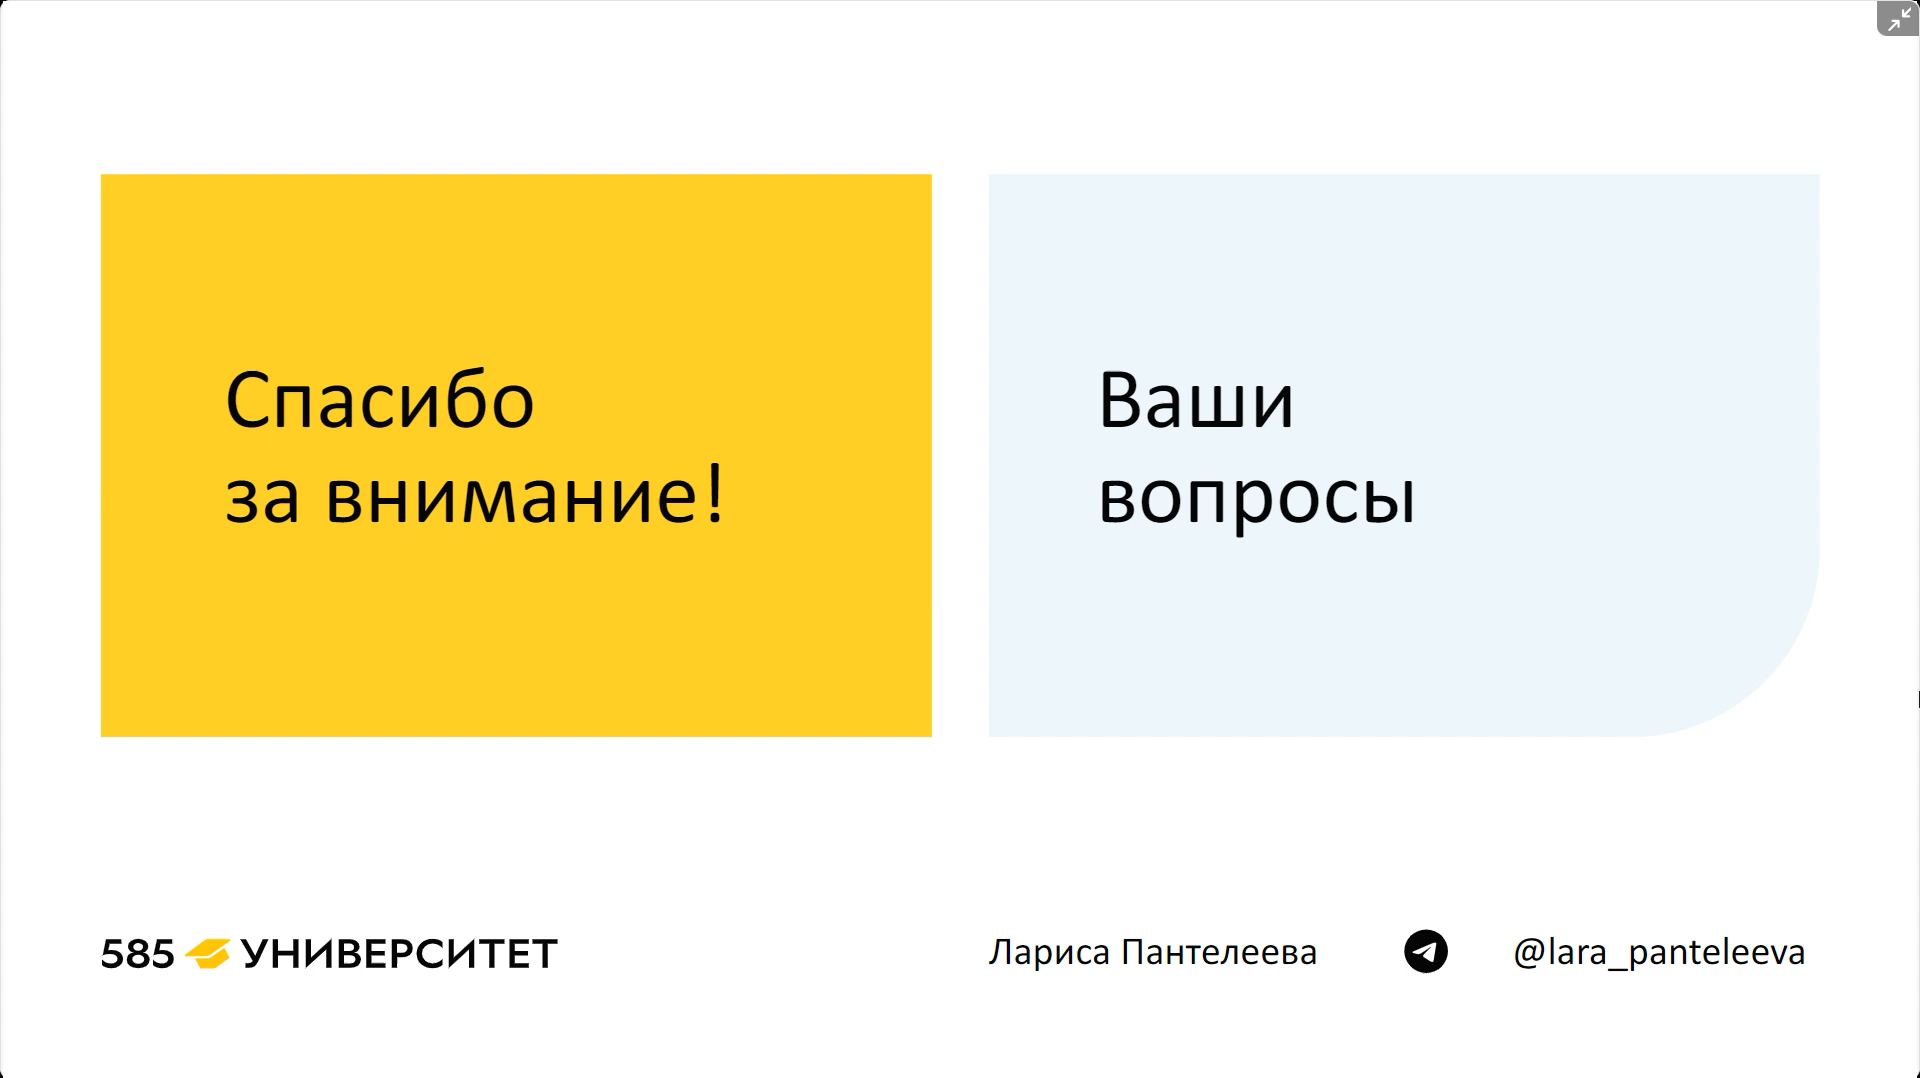 Спасибо
за внимание!
Ваши
вопросы
585 УНИВЕРСИТЕТ
Лариса Пантелеева @lara_panteleeva